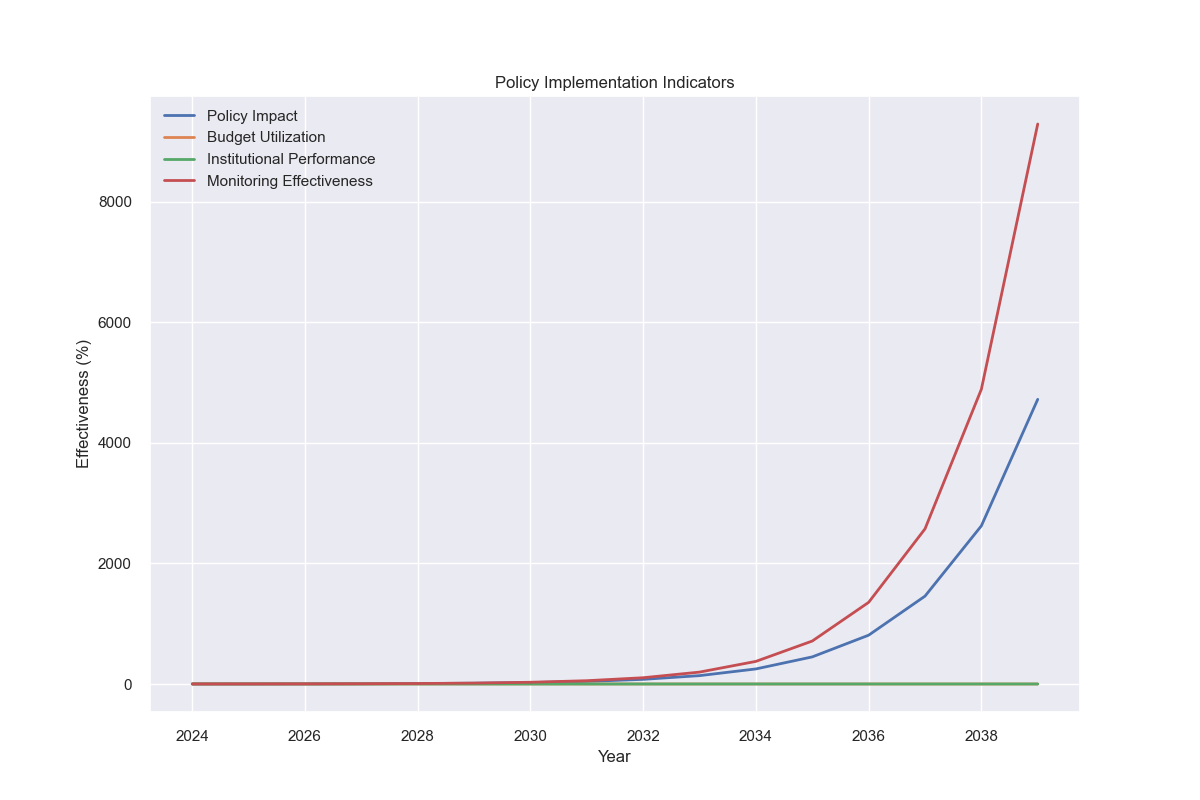 Policy Implementation Indicators
Policy Impact
Budget Utilization
Institutional Performance
Monitoring Effectiveness
8000
6000
4000
2000
0
Effectiveness (%)
2024 2026 2028 2030 2032 2034 2036 2038
Year